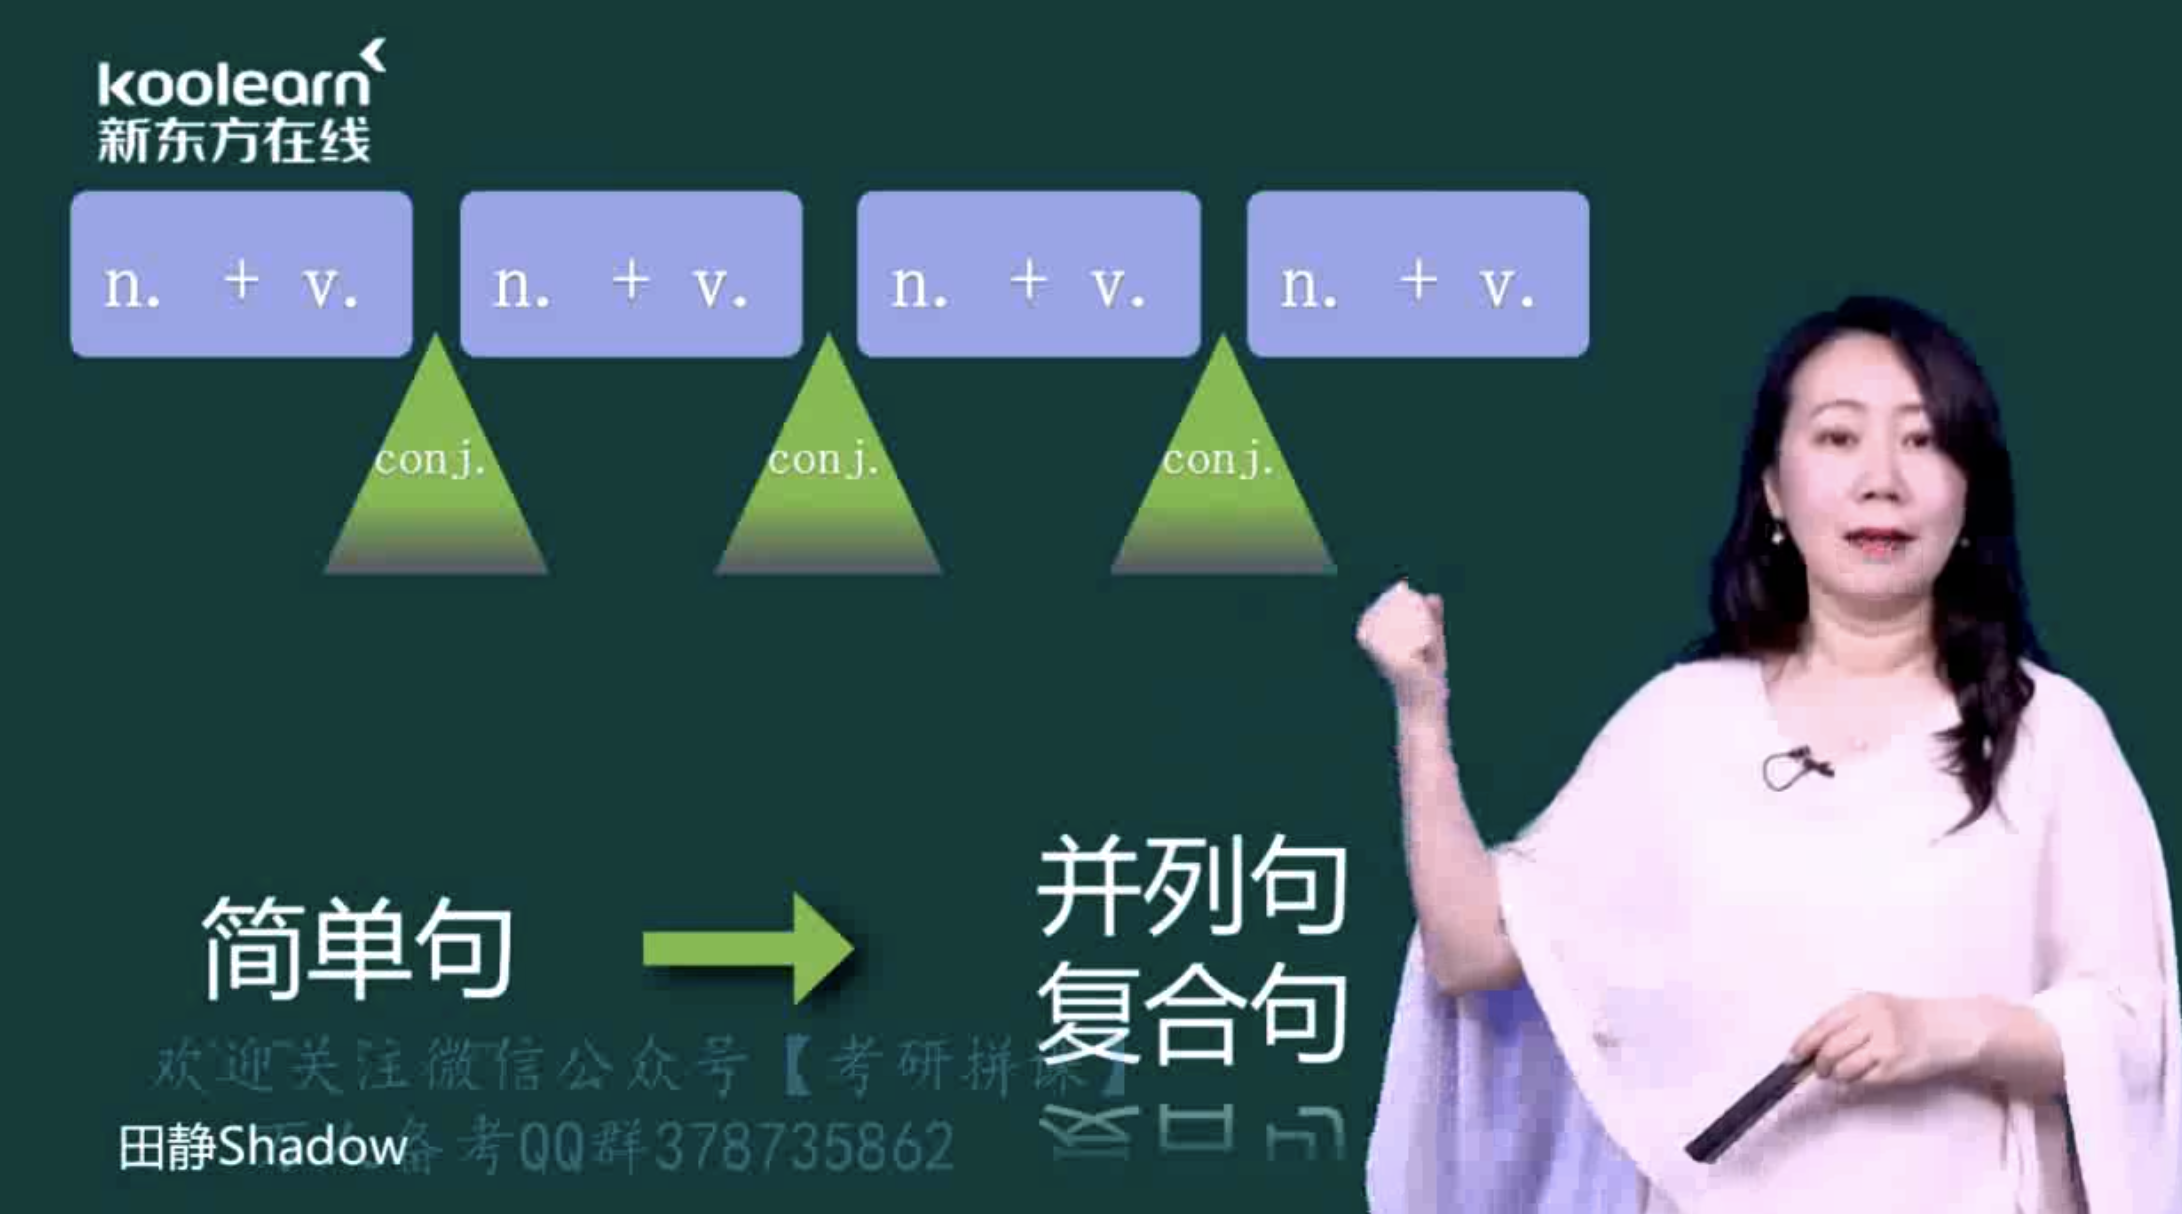 koolearn
新东方在线
n. + v. n. + v. n. + v. n. + v.
conj. conj. conj.
并列句
简单句
复合句
欢迎关注微信公众号【考研拼课】
田静Shadow
备考QQ群378735862